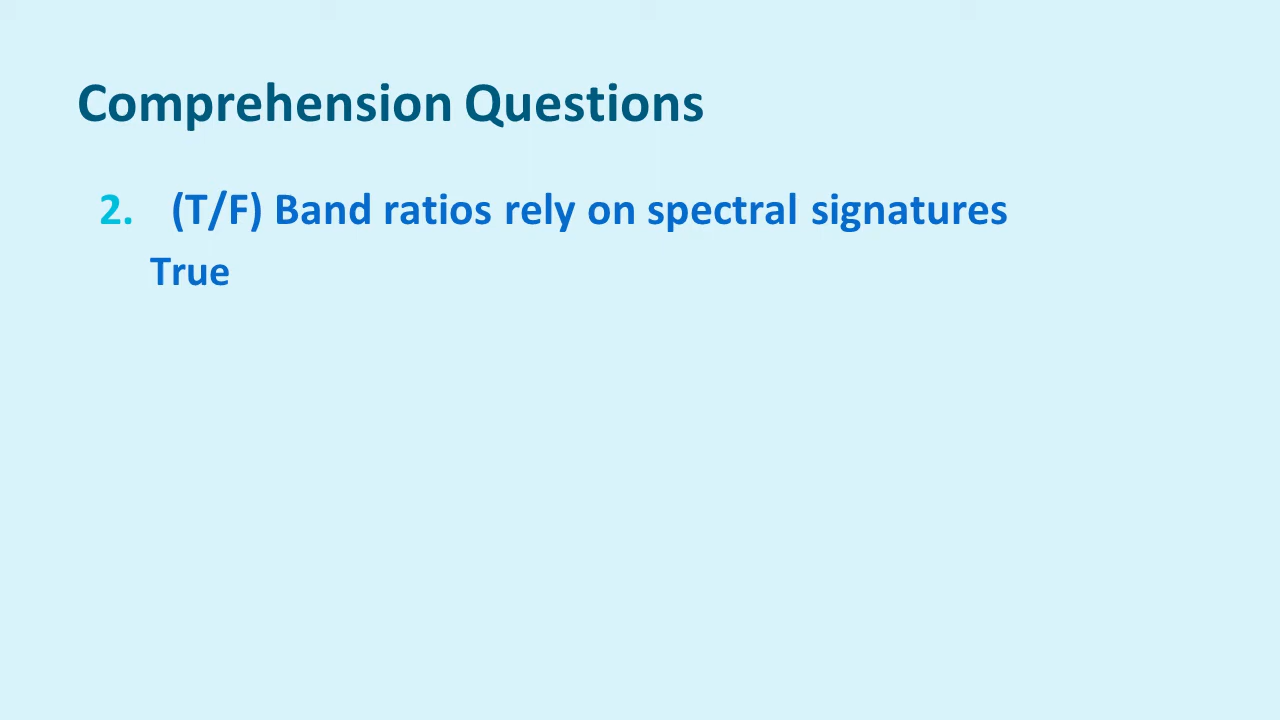 Comprehension Questions
2. (T/F) Band ratios rely on spectral signatures
True